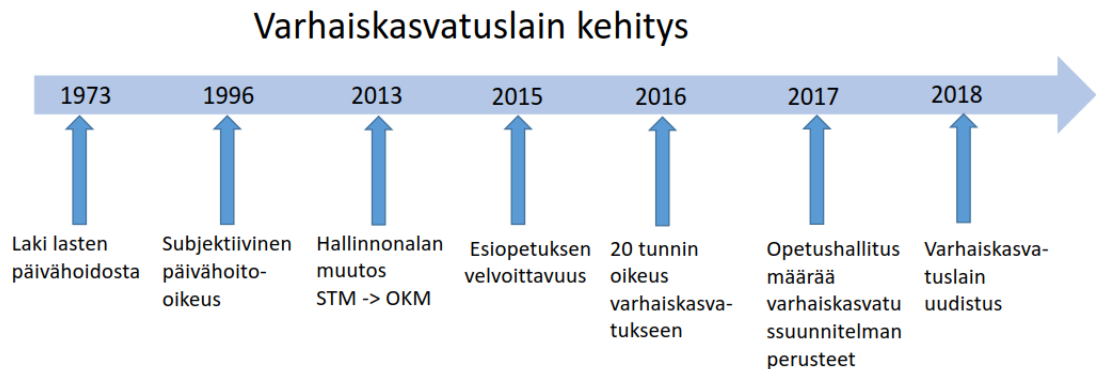 Varhaiskasvatuslain kehitys
1973 1996 2013 2015 2016 2017 2018
Laki lasten
päivähoidosta
Subjektiivinen
päivähoito-
oikeus
Hallinnonalan
muutos
STM -> OKM
Esiopetuksen
velvoittavuus
20 tunnin
oikeus
varhaiskasva-
tukseen
Opetushallitus
määrää
varhaiskasvatu
ssuunnitelman
perusteet
Varhaiskasva-
tuslain
uudistus